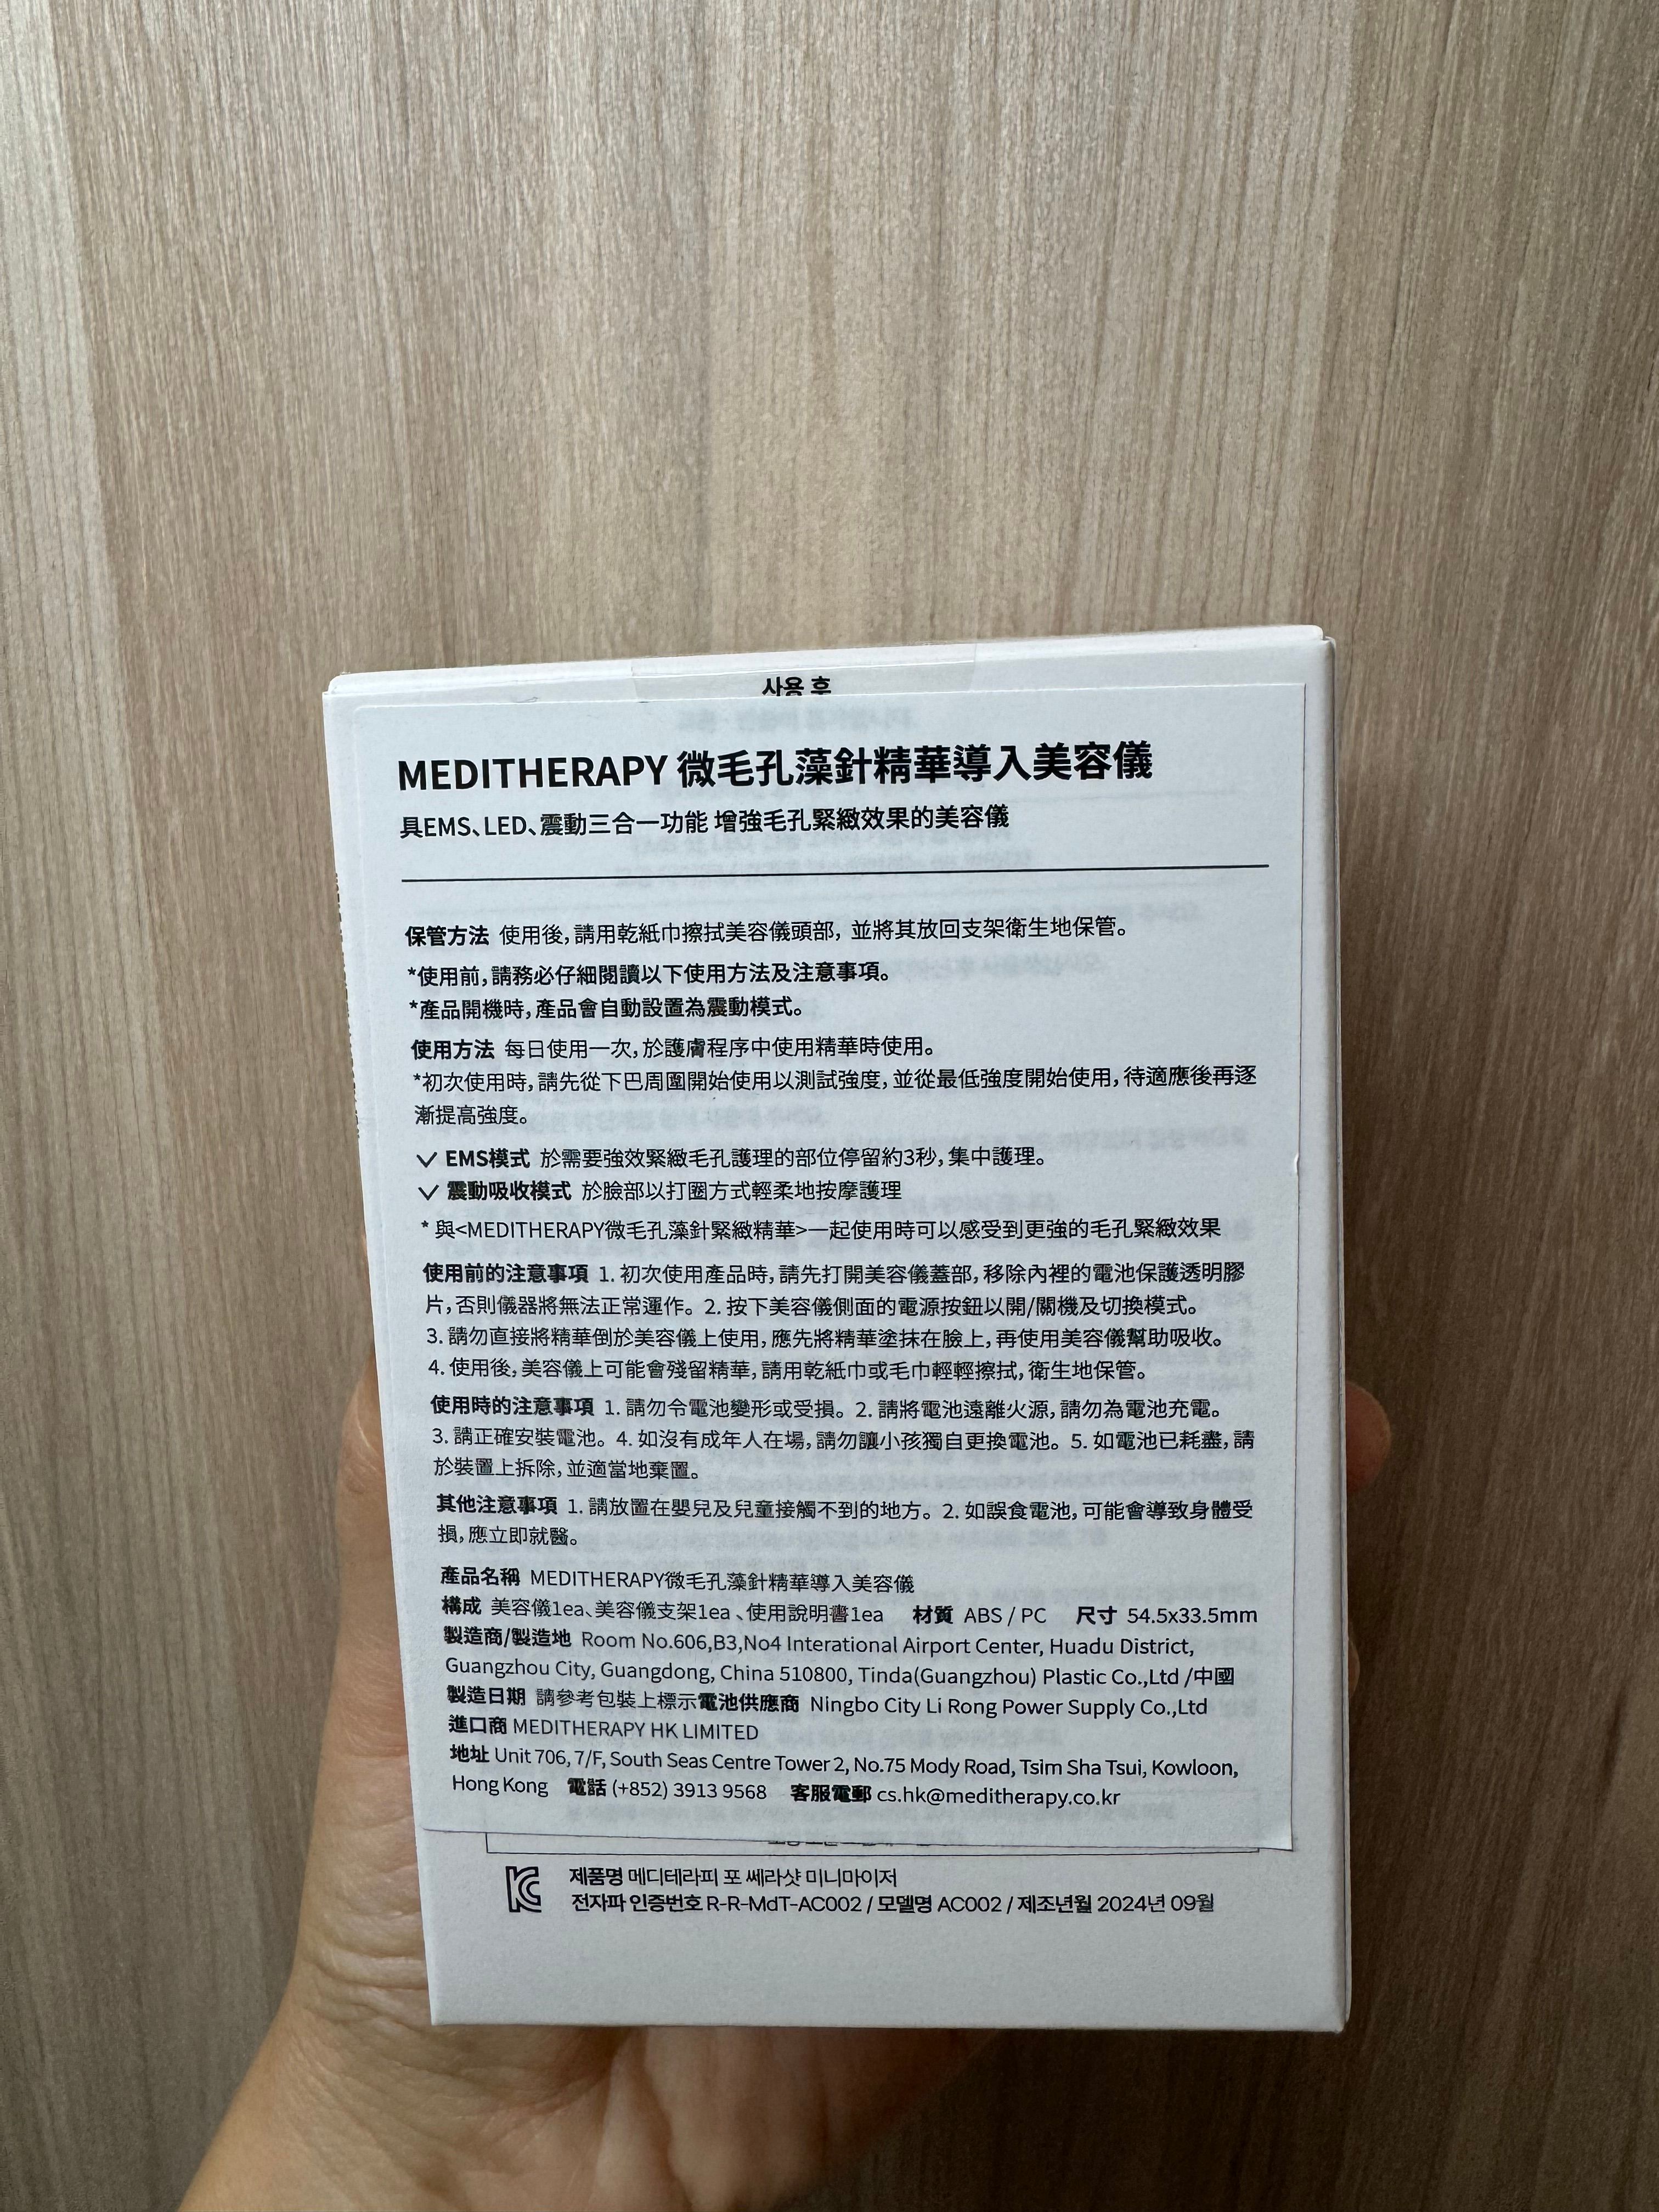 사용 후
MEDITHERAPY 微毛孔藻針精華導入美容儀
具EMS、LED、震動三合一功能 增強毛孔緊緻效果的美容儀
保管方法 使用後,請用乾紙巾擦拭美容儀頭部, 並將其放回支架衛生地保管。
*使用前,請務必仔細閱讀以下使用方法及注意事項。
*產品開機時,產品會自動設置為震動模式。
使用方法 每日使用一次,於護膚程序中使用精華時使用。
*初次使用時,請先從下巴周圍開始使用以測試強度,並從最低強度開始使用,待適應後再逐
漸提高強度。
✓ EMS模式 於需要強效緊緻毛孔護理的部位停留約3秒,集中護理。
✓ 震動吸收模式 於臉部以打圈方式輕柔地按摩護理
* 與<MEDITHERAPY微毛孔藻針緊緻精華>一起使用時可以感受到更強的毛孔緊緻效果
使用前的注意事項 1. 初次使用產品時,請先打開美容儀蓋部,移除內裡的電池保護透明膠
片,否則儀器將無法正常運作。2. 按下美容儀側面的電源按鈕以開/關機及切換模式。
3. 請勿直接將精華倒於美容儀上使用,應先將精華塗抹在臉上,再使用美容儀幫助吸收。
4. 使用後,美容儀上可能會殘留精華,請用乾紙巾或毛巾輕輕擦拭,衛生地保管。
使用時的注意事項 1. 請勿令電池變形或受損。2. 請將電池遠離火源,請勿為電池充電。
3. 請正確安裝電池。4. 如沒有成年人在場,請勿讓小孩獨自更換電池。5. 如電池已耗盡,請
於裝置上拆除,並適當地棄置。
其他注意事項 1. 請放置在嬰兒及兒童接觸不到的地方。2. 如誤食電池,可能會導致身體受
損,應立即就醫。
產品名稱 MEDITHERAPY微毛孔藻針精華導入美容儀
構成 美容儀1ea、美容儀支架1ea、使用說明書1ea 材質 ABS / PC 尺寸 54.5x33.5mm
製造商/製造地 Room No.606,B3,No4 Interational Airport Center, Huadu District,
Guangzhou City, Guangdong, China 510800, Tinda(Guangzhou) Plastic Co.,Ltd /中國
製造日期 請參考包裝上標示電池供應商 Ningbo City Li Rong Power Supply Co.,Ltd
進口商 MEDITHERAPY HK LIMITED
地址 Unit 706, 7/F, South Seas Centre Tower 2, No.75 Mody Road, Tsim Sha Tsui, Kowloon,
Hong Kong 電話 (+852) 3913 9568 客服電郵 cs.hk@meditherapy.co.kr
제품명 메디테라피 포 쎄라샷 미니마이저
전자파 인증번호 R-R-MdT-AC002 / 모델명 AC002 / 제조년월 2024년 09월